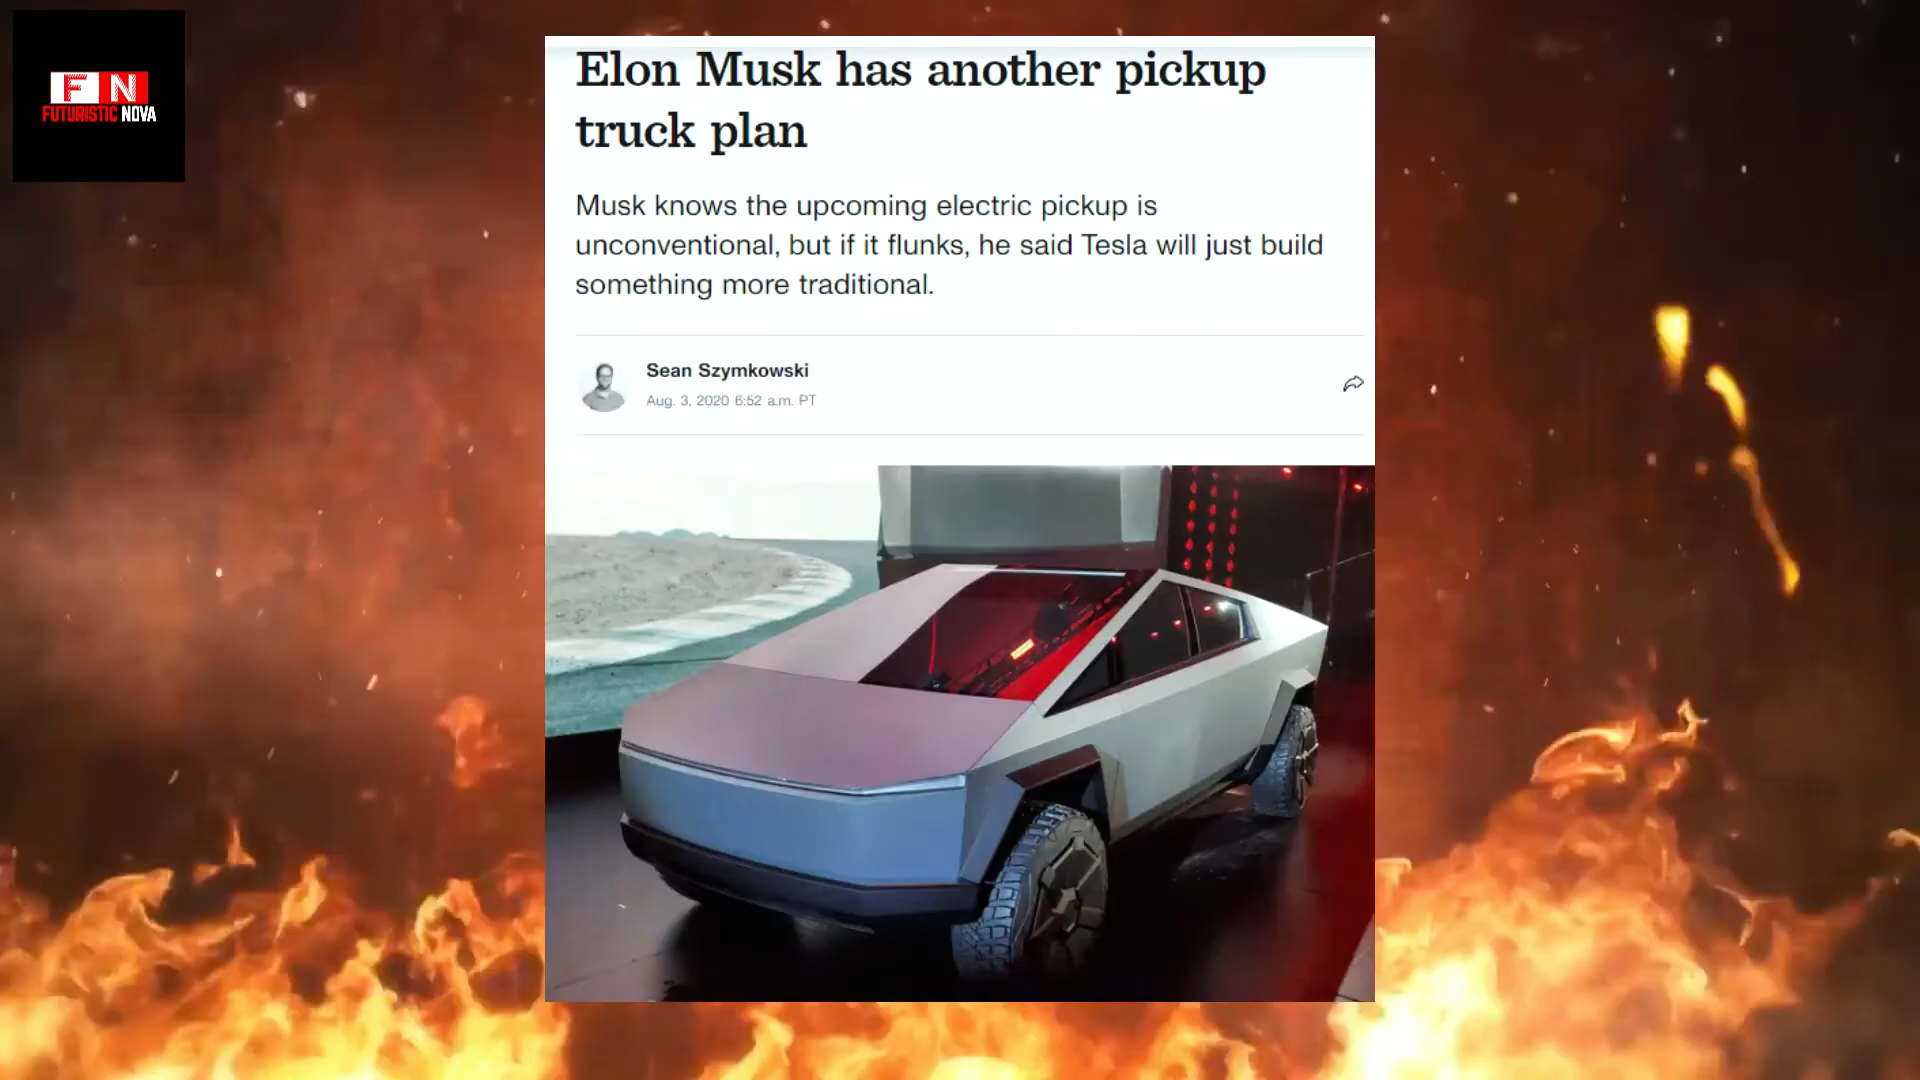 F N
FUTURISTIC NOVA
Elon Musk has another pickup
truck plan
Musk knows the upcoming electric pickup is
unconventional, but if it flunks, he said Tesla will just build
something more traditional.
Sean Szymkowski
Aug. 3, 2020 6:52 a.m. PT